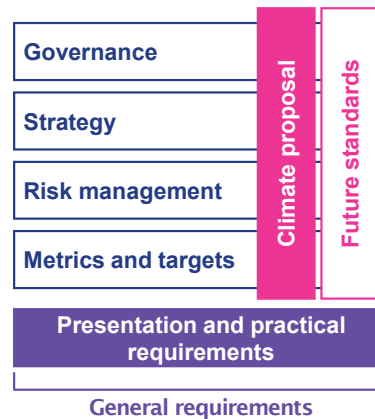 Governance
Strategy
Risk management
Metrics and targets
Climate proposal
Future standards
Presentation and practical
requirements
General requirements